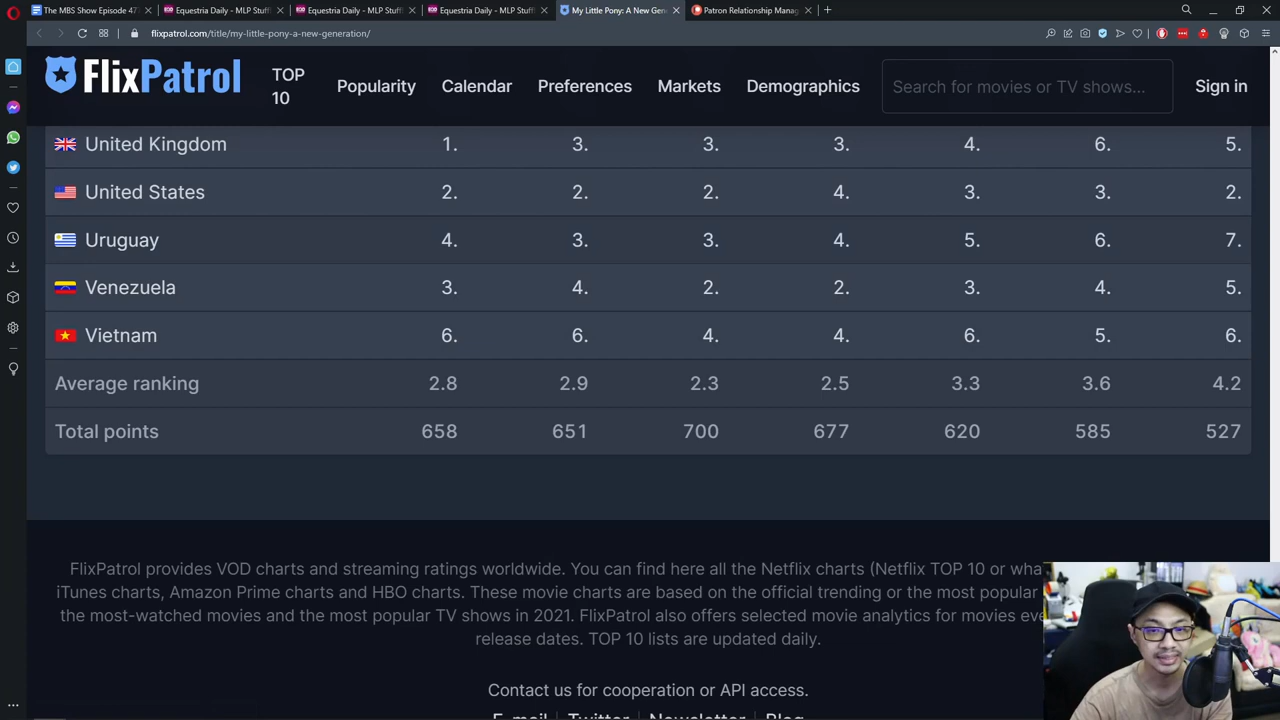 The MBS Show Episode 47
Equestria Daily - MLP Stuff!
Equestria Daily - MLP Stuff!
Equestria Daily - MLP Stuff!
My Little Pony: A New Gen
Patron Relationship Manag
flixpatrol.com/title/my-little-pony-a-new-generation/
FlixPatrol
TOP 10
Popularity
Calendar
Preferences
Markets
Demographics
Search for movies or TV shows...
Sign in
United Kingdom 1. 3. 3. 3. 4. 6. 5.
United States 2. 2. 2. 4. 3. 3. 2.
Uruguay 4. 3. 3. 4. 5. 6. 7.
Venezuela 3. 4. 2. 2. 3. 4. 5.
Vietnam 6. 6. 4. 4. 6. 5. 6.
Average ranking 2.8 2.9 2.3 2.5 3.3 3.6 4.2
Total points 658 651 700 677 620 585 527
FlixPatrol provides VOD charts and streaming ratings worldwide. You can find here all the Netflix charts (Netflix TOP 10 or wha
iTunes charts, Amazon Prime charts and HBO charts. These movie charts are based on the official trending or the most popular
the most-watched movies and the most popular TV shows in 2021. FlixPatrol also offers selected movie analytics for movies eve
release dates. TOP 10 lists are updated daily.
Contact us for cooperation or API access.
E-mail | Twitter | Newsletter | Blog